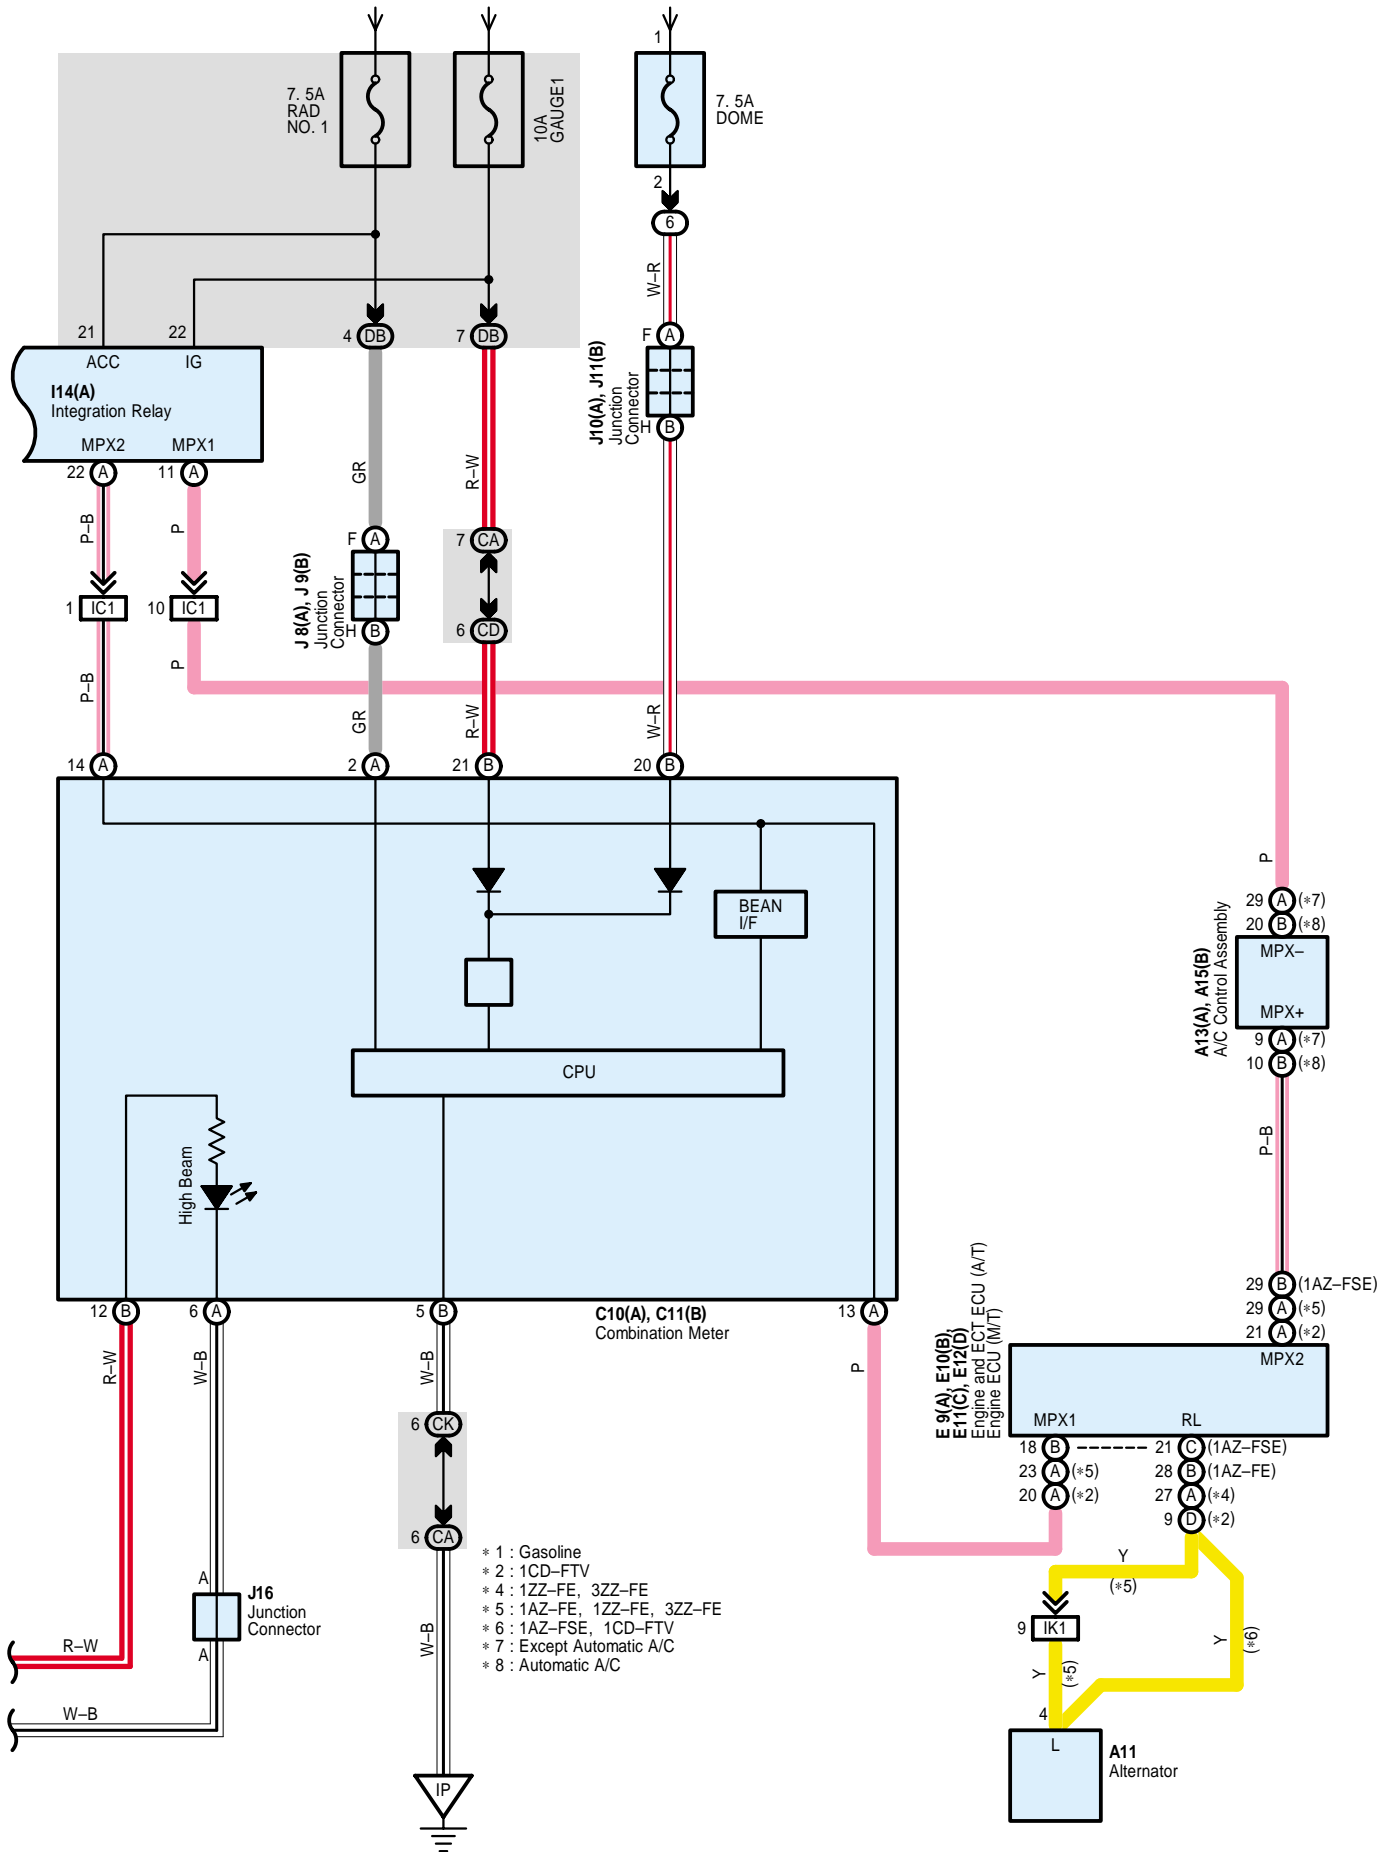 1
7. 5A
RAD
NO. 1
10A
GAUGE1
7. 5A
DOME
2
6
W–R
21
22
4 DB
7 DB
F A
ACC
IG
I14(A)
Integration Relay
MPX2
MPX1
J10(A), J11(B)
Junction
Connector
H B
22 A
11 A
GR
R–W
P–B
P
F A
7 CA
1 IC1
10 IC1
J 8(A), J 9(B)
Junction
Connector
H B
6 CD
P–B
P
GR
R–W
W–R
14 A
2 A
21 B
20 B
P
BEAN
I/F
29 A (*7)
20 B (*8)
MPX–
A13(A), A15(B)
A/C Control Assembly
MPX+
9 A (*7)
10 B (*8)
CPU
P–B
High Beam
29 B (1AZ–FSE)
29 A (*5)
21 A (*2)
12 B
6 A
5 B
C10(A), C11(B)
Combination Meter
13 A
R–W
W–B
W–B
P
E 9(A), E10(B),
E11(C), E12(D)
Engine and ECT ECU (A/T)
Engine ECU (M/T)
MPX2
MPX1
RL
6 CK
18 B
21 C (1AZ–FSE)
23 A (*5)
28 B (1AZ–FE)
20 A (*2)
27 A (*4)
9 D (*2)
6 CA
* 1 : Gasoline
* 2 : 1CD–FTV
* 4 : 1ZZ–FE, 3ZZ–FE
* 5 : 1AZ–FE, 1ZZ–FE, 3ZZ–FE
* 6 : 1AZ–FSE, 1CD–FTV
* 7 : Except Automatic A/C
* 8 : Automatic A/C
Y
(*5)
A
J16
Junction
Connector
A
9 IK1
R–W
W–B
Y
(*5)
Y
(*6)
W–B
4
L
A11
Alternator
IP